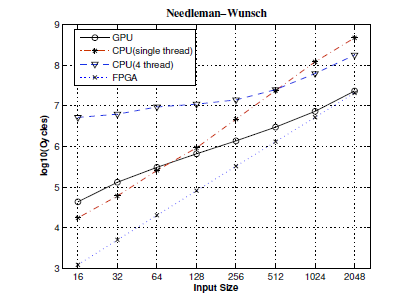 Needleman–Wunsch
GPU
CPU(single thread)
CPU(4 thread)
FPGA
9
8
7
6
5
4
3
log10(Cycles)
16 32 64 128 256 512 1024 2048
Input Size